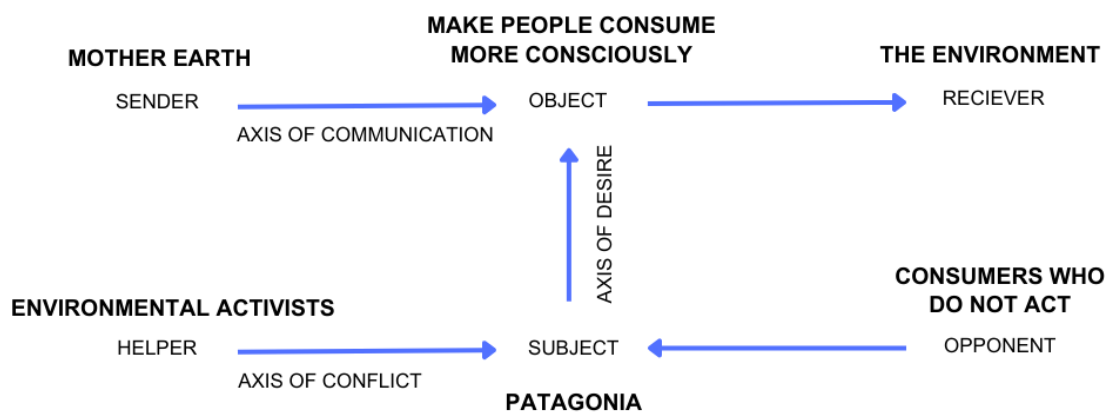 MOTHER EARTH
SENDER
AXIS OF COMMUNICATION
MAKE PEOPLE CONSUME
MORE CONSCIOUSLY
OBJECT
THE ENVIRONMENT
RECIEVER
AXIS OF DESIRE
ENVIRONMENTAL ACTIVISTS
HELPER
AXIS OF CONFLICT
SUBJECT
PATAGONIA
CONSUMERS WHO
DO NOT ACT
OPPONENT